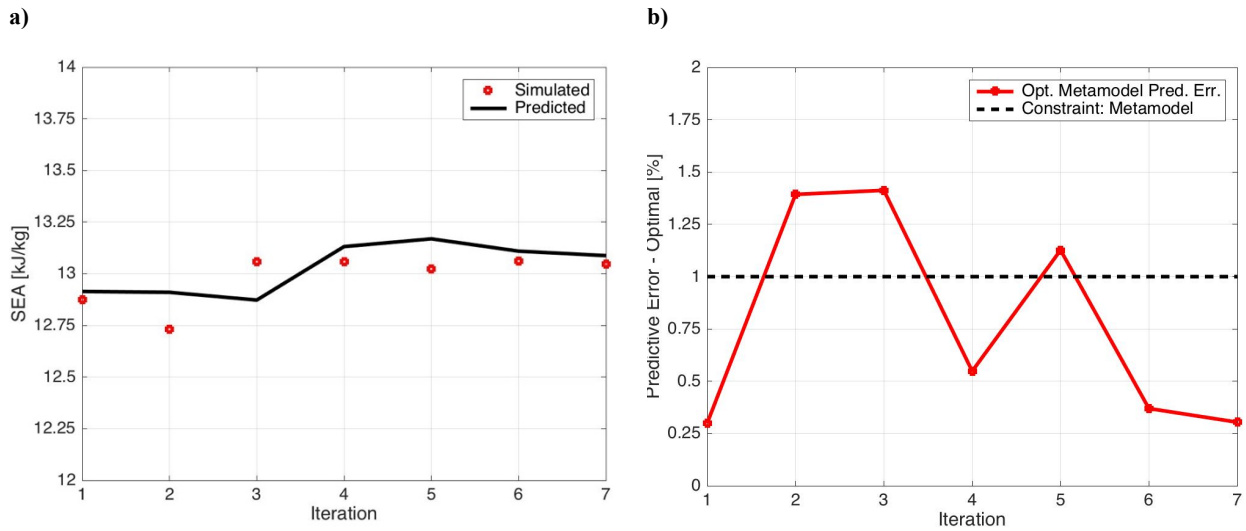 a)
14
13.75
13.5
13.25
13
12.75
12.5
12.25
12
SEA [kJ/kg]
Simulated
Predicted
1 2 3 4 5 6 7
Iteration
b)
2
1.75
1.5
1.25
1
0.75
0.5
0.25
0
Predictive Error - Optimal [%]
Opt. Metamodel Pred. Err.
Constraint: Metamodel
1 2 3 4 5 6 7
Iteration